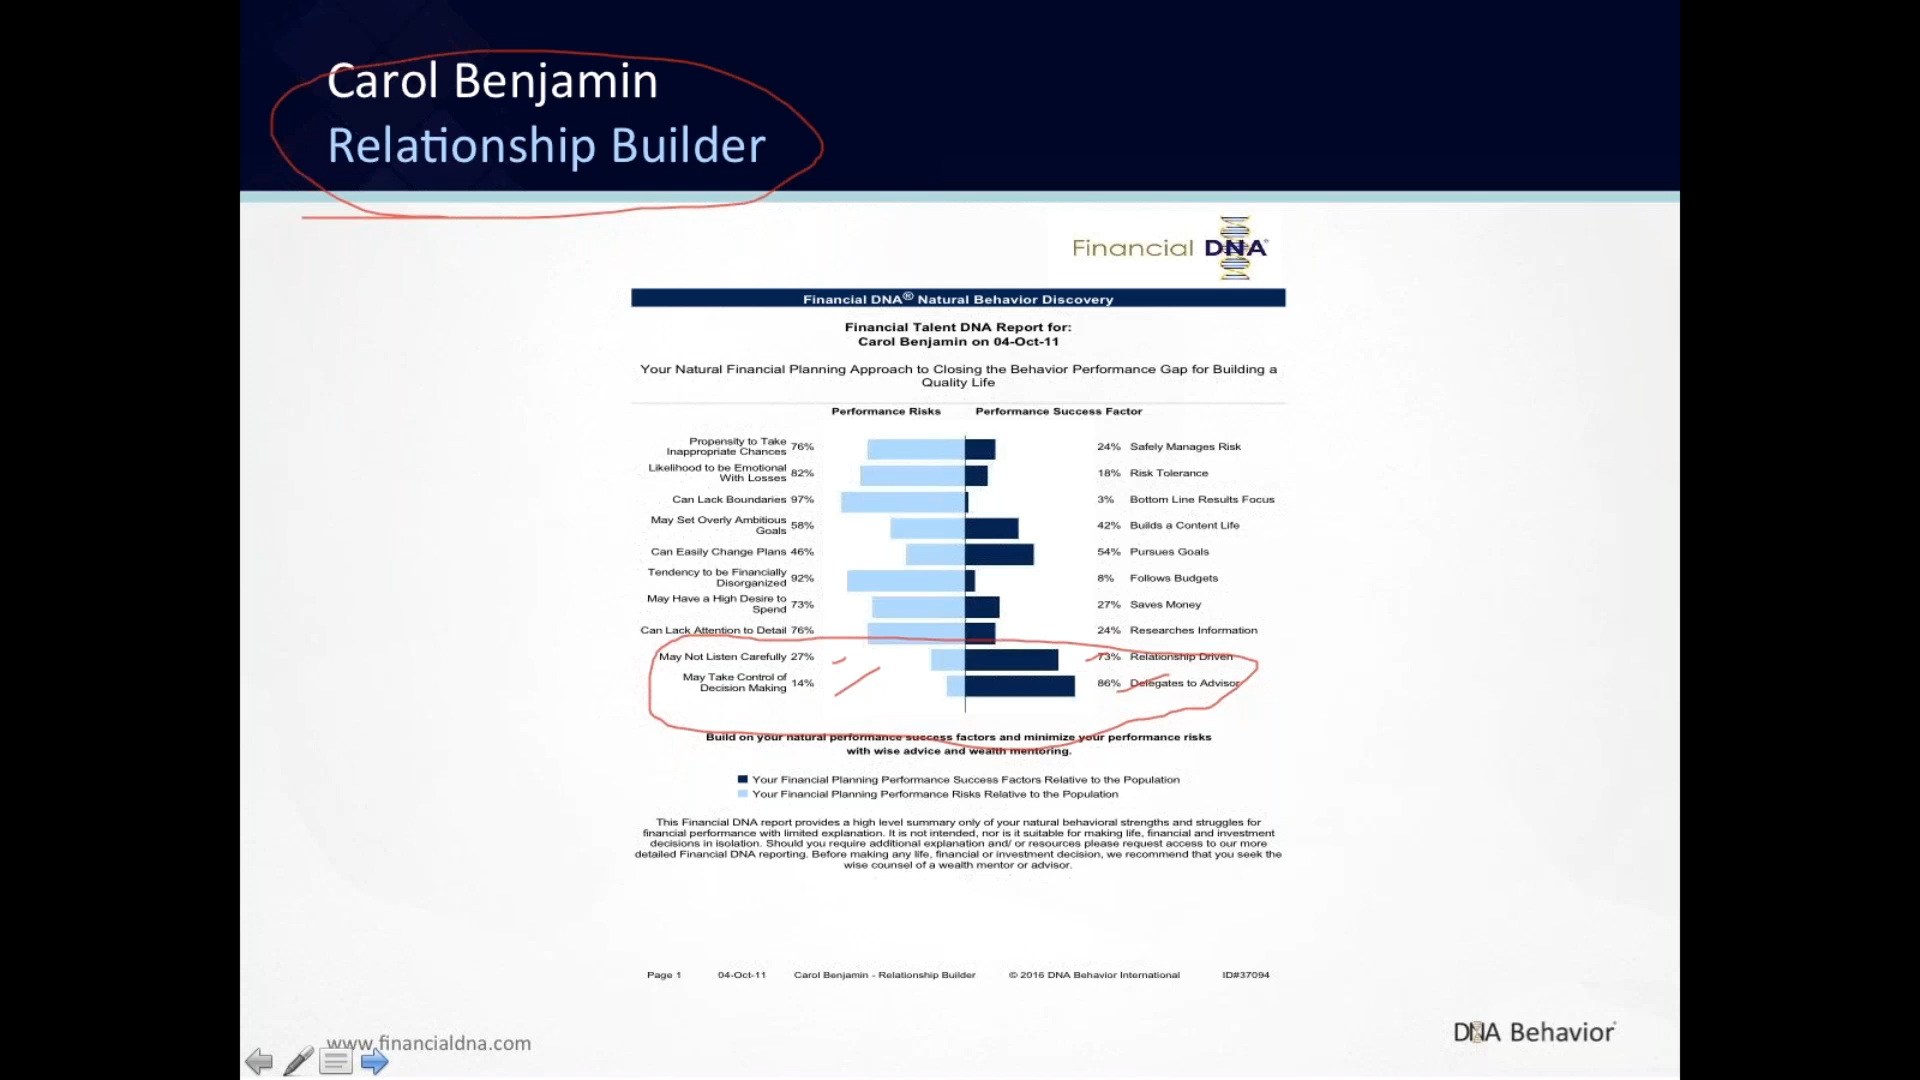 Carol Benjamin
Relationship Builder
Financial DNA®
Financial DNA® Natural Behavior Discovery
Financial Talent DNA Report for:
Carol Benjamin on 04-Oct-11
Your Natural Financial Planning Approach to Closing the Behavior Performance Gap for Building a
Quality Life
Performance Risks Performance Success Factor
Propensity to Take
Inappropriate Chances 76% 24% Safely Manages Risk
Likelihood to be Emotional
With Losses 82% 18% Risk Tolerance
Can Lack Boundaries 97% 3% Bottom Line Results Focus
May Set Overly Ambitious
Goals 58% 42% Builds a Content Life
Can Easily Change Plans 46% 54% Pursues Goals
Tendency to be Financially
Disorganized 92% 8% Follows Budgets
May Have a High Desire to
Spend 73% 27% Saves Money
Can Lack Attention to Detail 76% 24% Researches Information
May Not Listen Carefully 27% 73% Relationship Driven
May Take Control of
Decision Making 14% 86% Delegates to Advisor
Build on your natural performance success factors and minimize your performance risks
with wise advice and wealth mentoring.
Your Financial Planning Performance Success Factors Relative to the Population
Your Financial Planning Performance Risks Relative to the Population
This Financial DNA report provides a high level summary only of your natural behavioral strengths and struggles for
financial performance with limited explanation. It is not intended, nor is it suitable for making life, financial and investment
decisions in isolation. Should you require additional explanation and/ or resources please request access to our more
detailed Financial DNA reporting. Before making any life, financial or investment decision, we recommend that you seek the
wise counsel of a wealth mentor or advisor.
Page 1 04-Oct-11 Carol Benjamin - Relationship Builder © 2016 DNA Behavior International ID#37094
www.financialdna.com
DNA Behavior